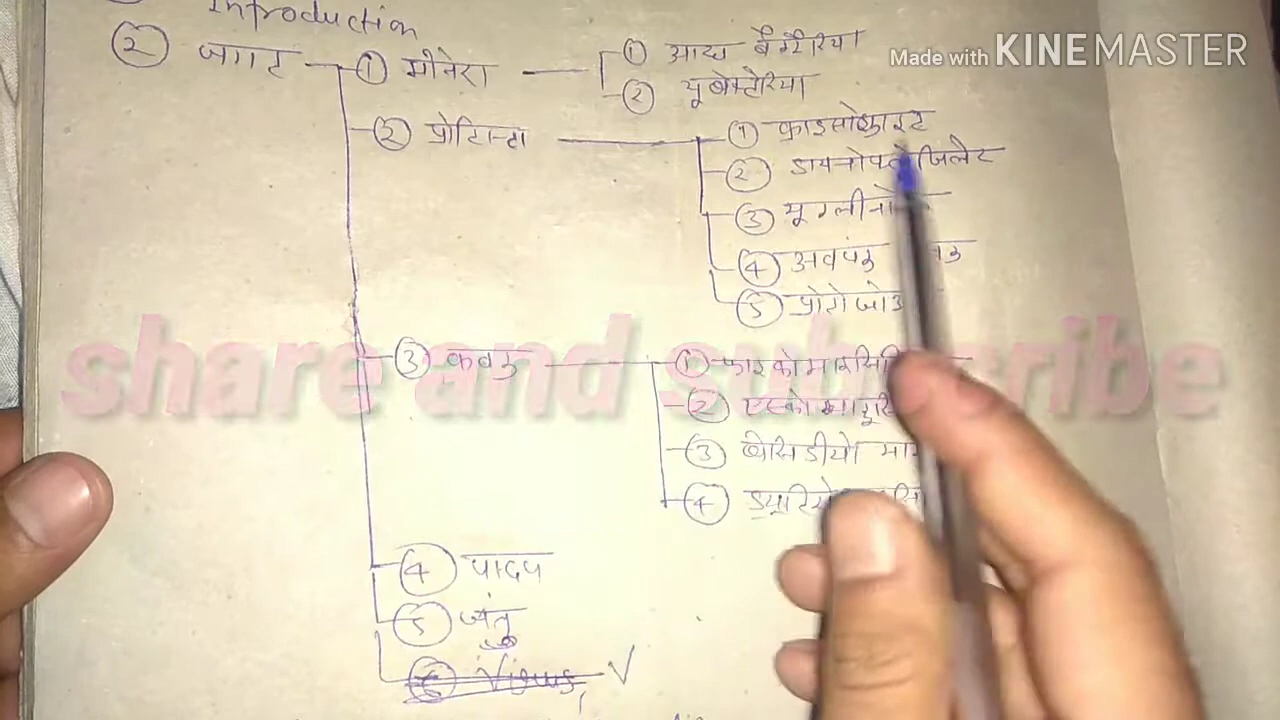 Introduction
② जगत ① मोनेरा ① आद्य बैक्टैरिया
② यूबैक्टेरिया
② प्रोटिस्टा ① क्राइसोफाइट
② डायनोफ्लेजिलेट
③ यूग्लीनो
④ अवपंक
⑤ प्रोटोजोआ
③ कवक ① फाइकोमाइसि
② एस्कोमाइसि
③ बेसिडीयो मा
④ ड्यूटिरो
④ पादप
⑤ जंतु
⑥ Virus, √
Made with KINEMASTER
share and subscribe